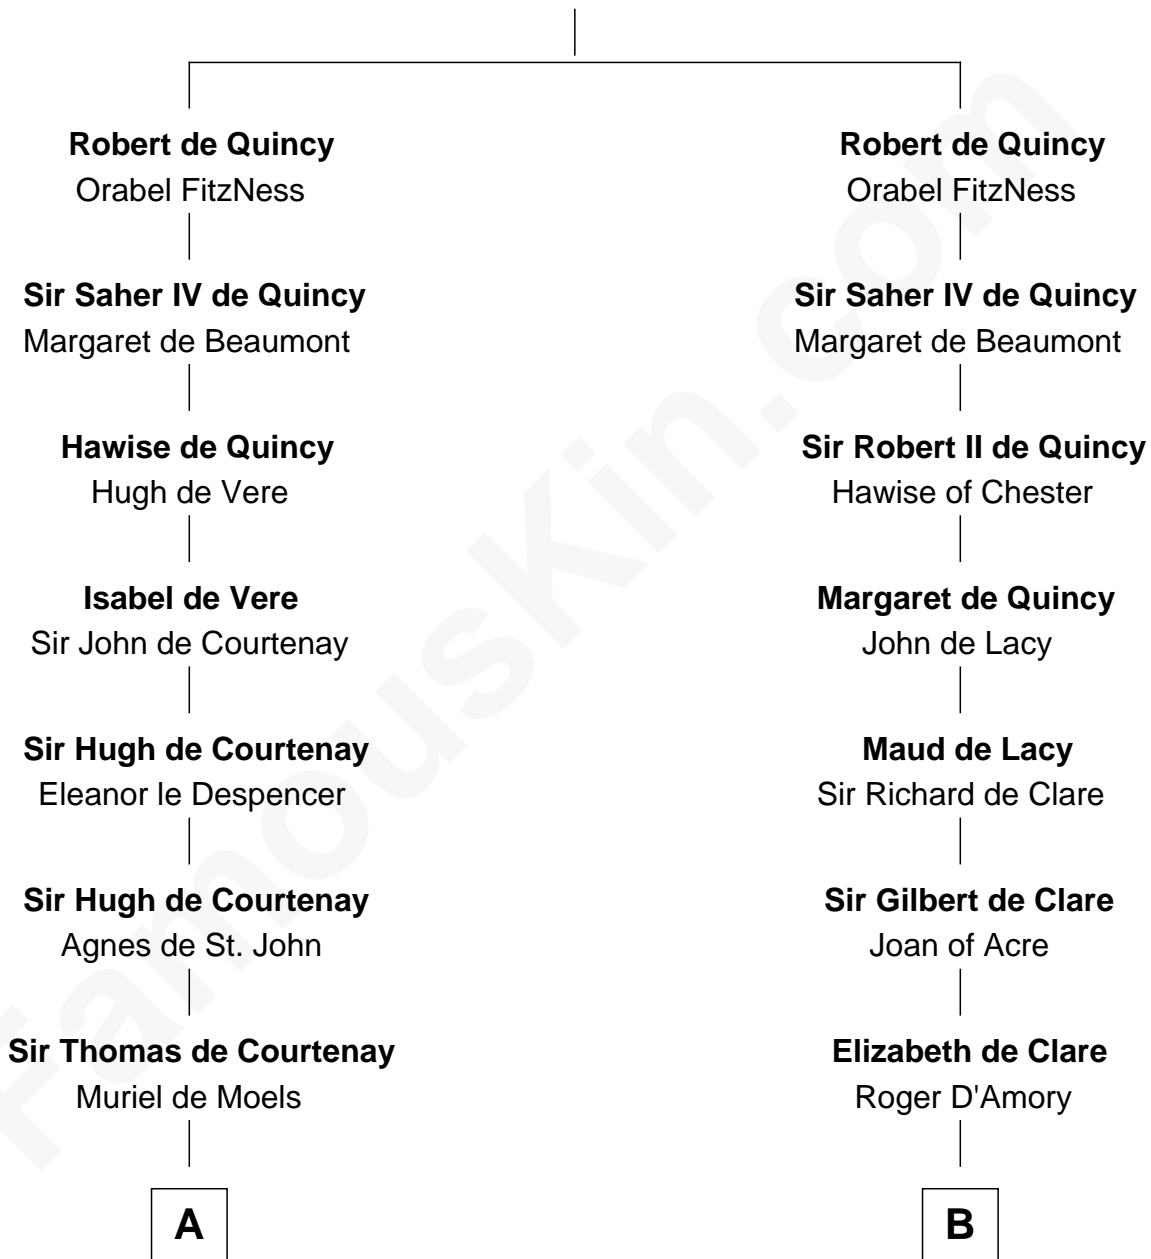 Robert de Quincy
Orabel FitzNess
Sir Saher IV de Quincy
Margaret de Beaumont
Hawise de Quincy
Hugh de Vere
Isabel de Vere
Sir John de Courtenay
Sir Hugh de Courtenay
Eleanor le Despencer
Sir Hugh de Courtenay
Agnes de St. John
Sir Thomas de Courtenay
Muriel de Moels
A
Robert de Quincy
Orabel FitzNess
Sir Saher IV de Quincy
Margaret de Beaumont
Sir Robert II de Quincy
Hawise of Chester
Margaret de Quincy
John de Lacy
Maud de Lacy
Sir Richard de Clare
Sir Gilbert de Clare
Joan of Acre
Elizabeth de Clare
Roger D'Amory
B
FamousKin.com